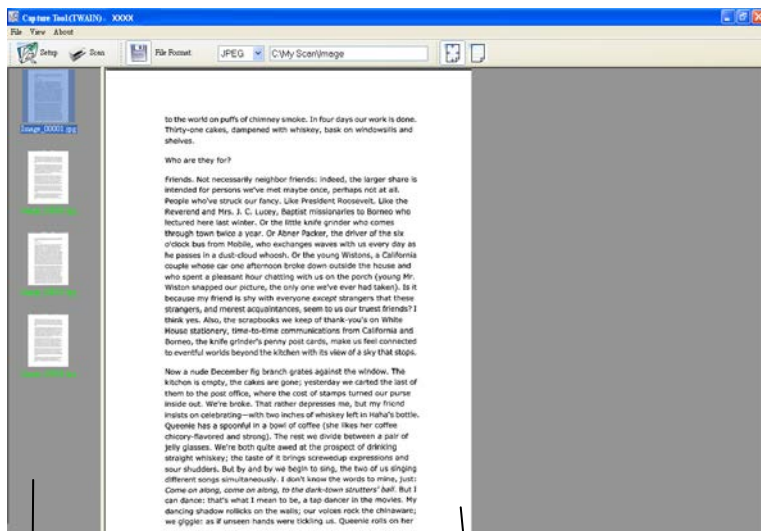 Capture Tool(TWAIN) - XXXX
File View About
Setup Scan File Format JPEG C:\My Scan\Image
Image_00001.jpg
to the world on puffs of chimney smoke. In four days our work is done.
Thirty-one cakes, dampened with whiskey, bask on windowsills and
shelves.
Who are they for?
Friends. Not necessarily neighbor friends: indeed, the larger share is
intended for persons we've met maybe once, perhaps not at all.
People who've struck our fancy. Like President Roosevelt. Like the
Reverend and Mrs. J. C. Lucey, Baptist missionaries to Borneo who
lectured here last winter. Or the little knife grinder who comes
through town twice a year. Or Abner Packer, the driver of the six
o'clock bus from Mobile, who exchanges waves with us every day as
he passes in a dust-cloud whoosh. Or the young Wistons, a California
couple whose car one afternoon broke down outside the house and
who spent a pleasant hour chatting with us on the porch (young Mr.
Wiston snapped our picture, the only one we've ever had taken). Is it
because my friend is shy with everyone except strangers that these
strangers, and merest acquaintances, seem to us our truest friends? I
think yes. Also, the scrapbooks we keep of thank-you's on White
House stationery, time-to-time communications from California and
Borneo, the knife grinder's penny post cards, make us feel connected
to eventful worlds beyond the kitchen with its view of a sky that stops.
Now a nude December fig branch grates against the window. The
kitchen is empty, the cakes are gone; yesterday we carted the last of
them to the post office, where the cost of stamps turned our purse
inside out. We're broke. That rather depresses me, but my friend
insists on celebrating—with two inches of whiskey left in Haha's bottle.
Queenie has a spoonful in a bowl of coffee (she likes her coffee
chicory-flavored and strong). The rest we divide between a pair of
jelly glasses. We're both quite awed at the prospect of drinking
straight whiskey; the taste of it brings screwedup expressions and
sour shudders. But by and by we begin to sing, the two of us singing
different songs simultaneously. I don't know the words to mine, just:
Come on along, come on along, to the dark-town strutters' ball. But I
can dance: that's what I mean to be, a tap dancer in the movies. My
dancing shadow rollicks on the walls; our voices rock the chinaware;
we giggle: as if unseen hands were tickling us. Queenie rolls on her